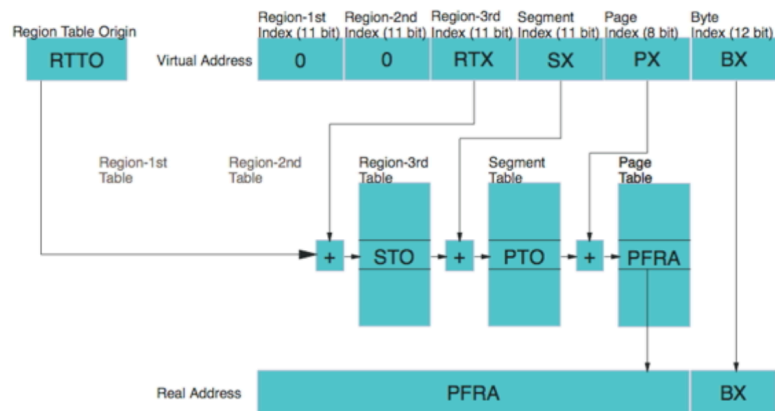 Region-1st Region-2nd Region-3rd Segment Page Byte
Region Table Origin Index (11 bit) Index (11 bit) Index (11 bit) Index (11 bit) Index (8 bit) Index (12 bit)
RTTO Virtual Address 0 0 RTX SX PX BX
Region-1st Region-2nd Region-3rd Segment Page
Table Table Table Table Table
+ STO + PTO + PFRA
Real Address PFRA BX